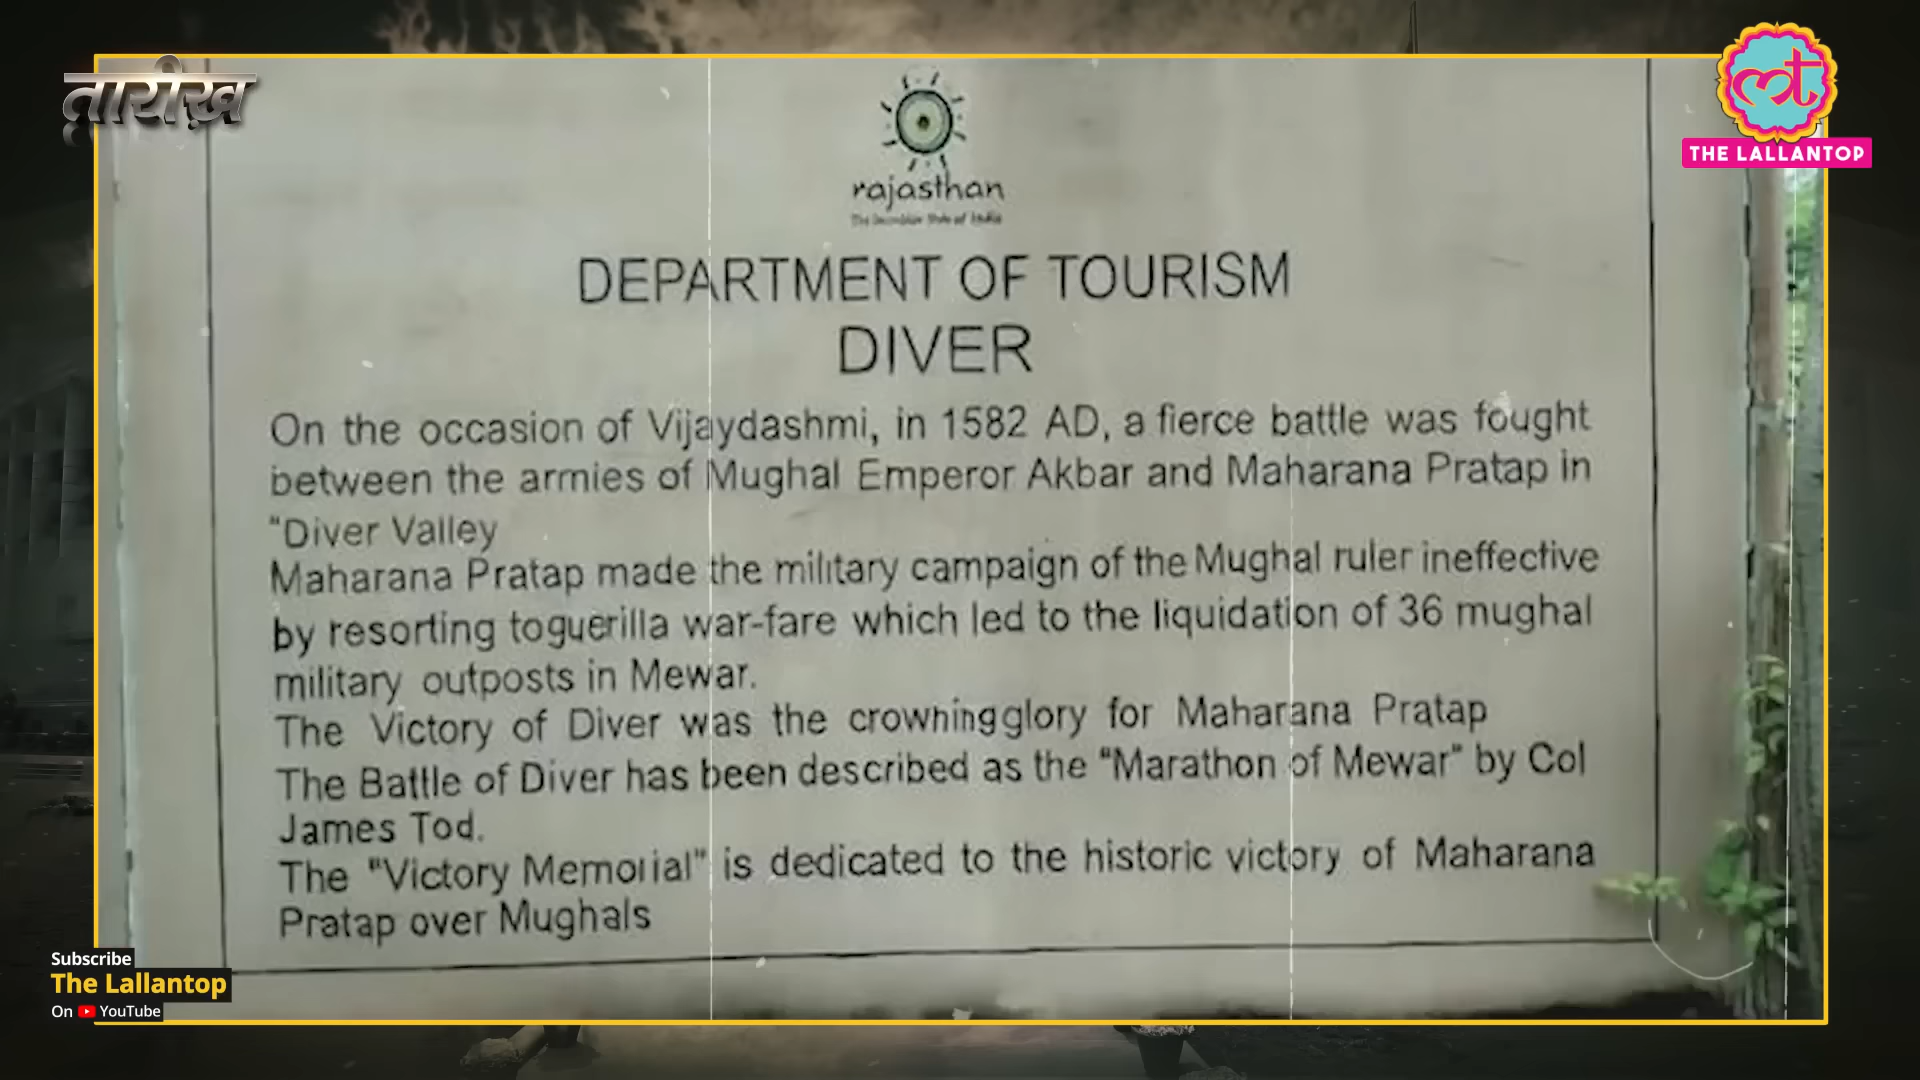 तारीख़
THE LALLANTOP
rajasthan
DEPARTMENT OF TOURISM
DIVER
On the occasion of Vijaydashmi, in 1582 AD, a fierce battle was fought
between the armies of Mughal Emperor Akbar and Maharana Pratap in
"Diver Valley
Maharana Pratap made the military campaign of the Mughal ruler ineffective
by resorting toguerilla war-fare which led to the liquidation of 36 mughal
military outposts in Mewar.
The Victory of Diver was the crowhingglory for Maharana Pratap
The Battle of Diver has been described as the "Marathon of Mewar" by Col
James Tod.
The "Victory Memorial" is dedicated to the historic victory of Maharana
Pratap over Mughals
Subscribe
The Lallantop
On YouTube